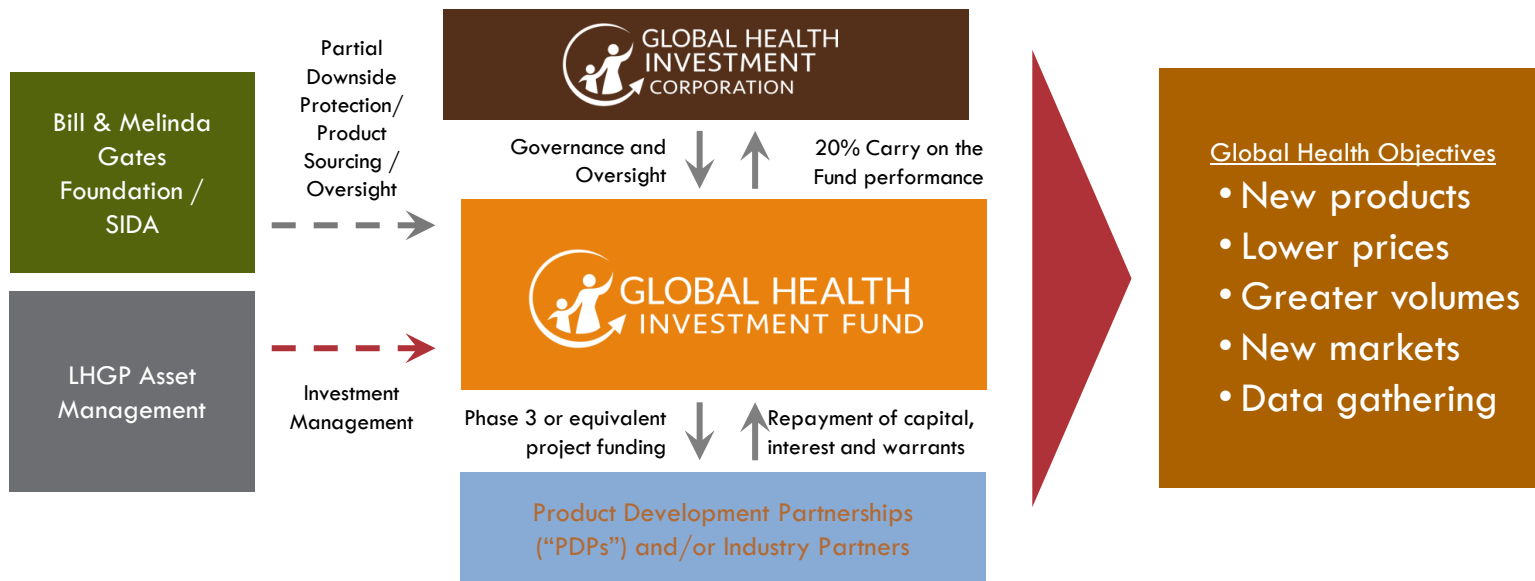 Bill & Melinda
Gates
Foundation /
SIDA
LHGP Asset
Management
Partial
Downside
Protection/
Product
Sourcing /
Oversight
Investment
Management
GLOBAL HEALTH
INVESTMENT
CORPORATION
Governance and
Oversight
20% Carry on the
Fund performance
GLOBAL HEALTH
INVESTMENT FUND
Phase 3 or equivalent
project funding
Repayment of capital,
interest and warrants
Product Development Partnerships
(“PDPs”) and/or Industry Partners
Global Health Objectives
• New products
• Lower prices
• Greater volumes
• New markets
• Data gathering